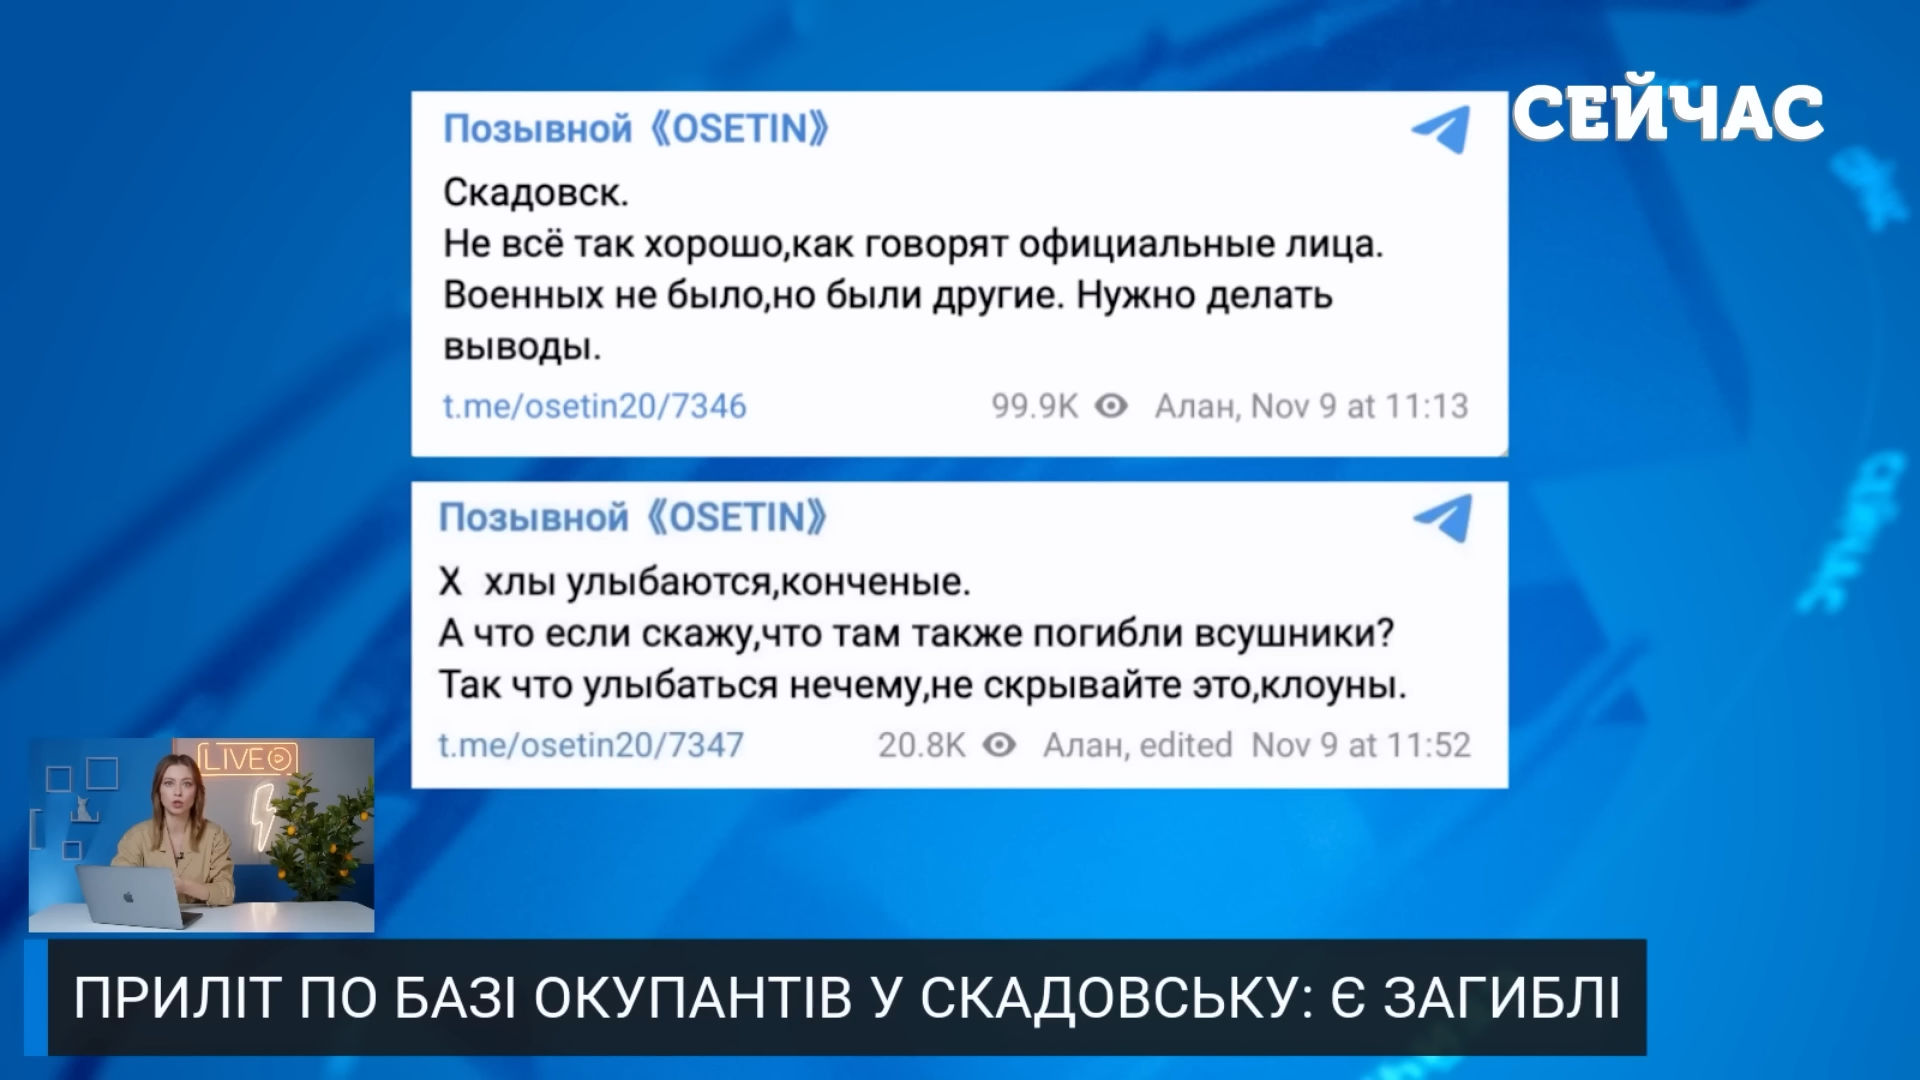 СЕЙЧАС
Позывной《OSETIN》
Скадовск.
Не всё так хорошо,как говорят официальные лица.
Военных не было,но были другие. Нужно делать
выводы.
t.me/osetin20/7346 99.9K Алан, Nov 9 at 11:13
Позывной《OSETIN》
Х хлы улыбаются,конченые.
А что если скажу,что там также погибли всушники?
Так что улыбаться нечему,не скрывайте это,клоуны.
t.me/osetin20/7347 20.8K Алан, edited Nov 9 at 11:52
LIVE
ПРИЛІТ ПО БАЗІ ОКУПАНТІВ У СКАДОВСЬКУ: Є ЗАГИБЛІ